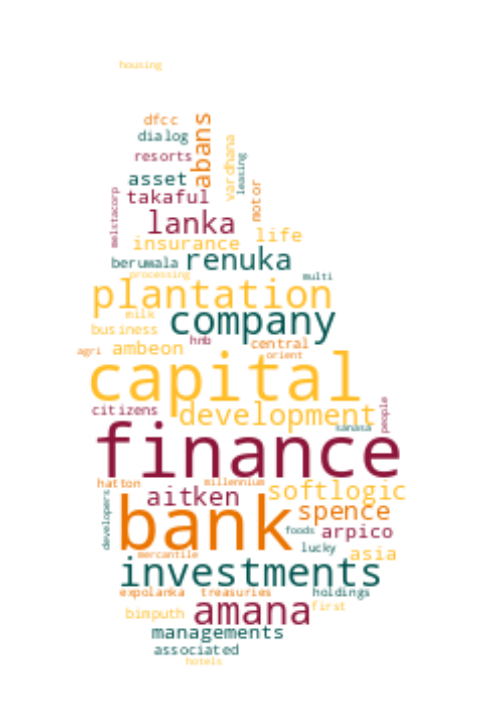 housing
dfcc
abans
dialog
vardhana
resorts
leasing
asset
motor
takaful
melstacorp
lanka
life
insurance
renuka
beruwala
processing
multi
plantation
milk
company
business
hnb
central
ambeon
agri
orient
capital
citizens
people
development
sanasa
finance
hatton
millennium
softlogic
aitken
developers
bank
spence
foods
arpico
lucky
mercantile
asia
investments
expolanka
treasuries
holdings
amana
first
bimputh
managements
associated
hotels